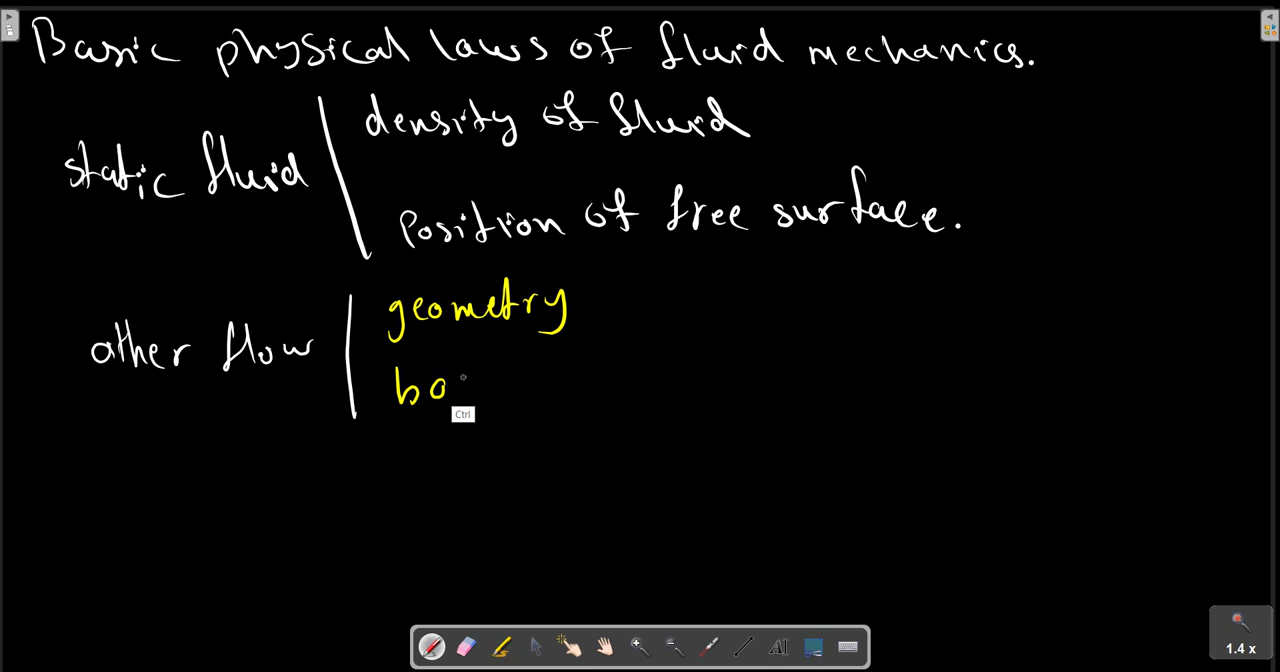 Basic physical laws of fluid mechanics.
density of fluid
static fluid
Position of free surface.
geometry
other flow
bo
Ctrl
AI
1.4 x